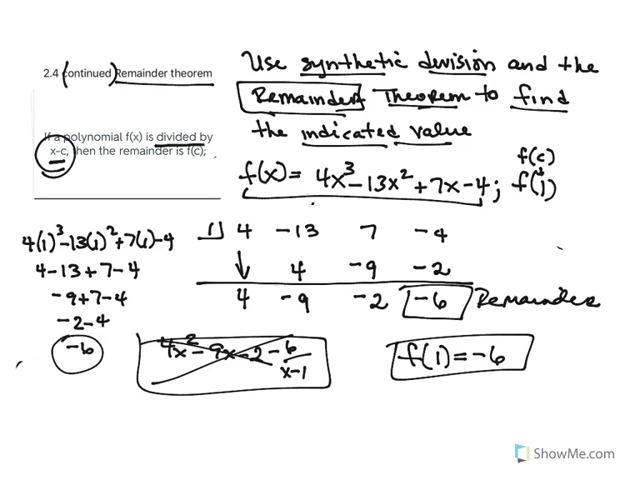 2.4 (continued) Remainder theorem
If a polynomial f(x) is divided by
x-c, then the remainder is f(c);
Use synthetic division and the
Remainder Theorem to find
the indicated value
f(c)
f(x) = 4x³ - 13x² + 7x - 4; f(1)
4(1)³ - 13(1)² + 7(1) - 4
4 - 13 + 7 - 4
-9 + 7 - 4
-2 - 4
-6
1) 4 -13 7 -4
↓ 4 -9 -2
4 -9 -2 -6 Remainder
4x² - 9x - 2 - 6/(x-1)
f(1) = -6
ShowMe.com